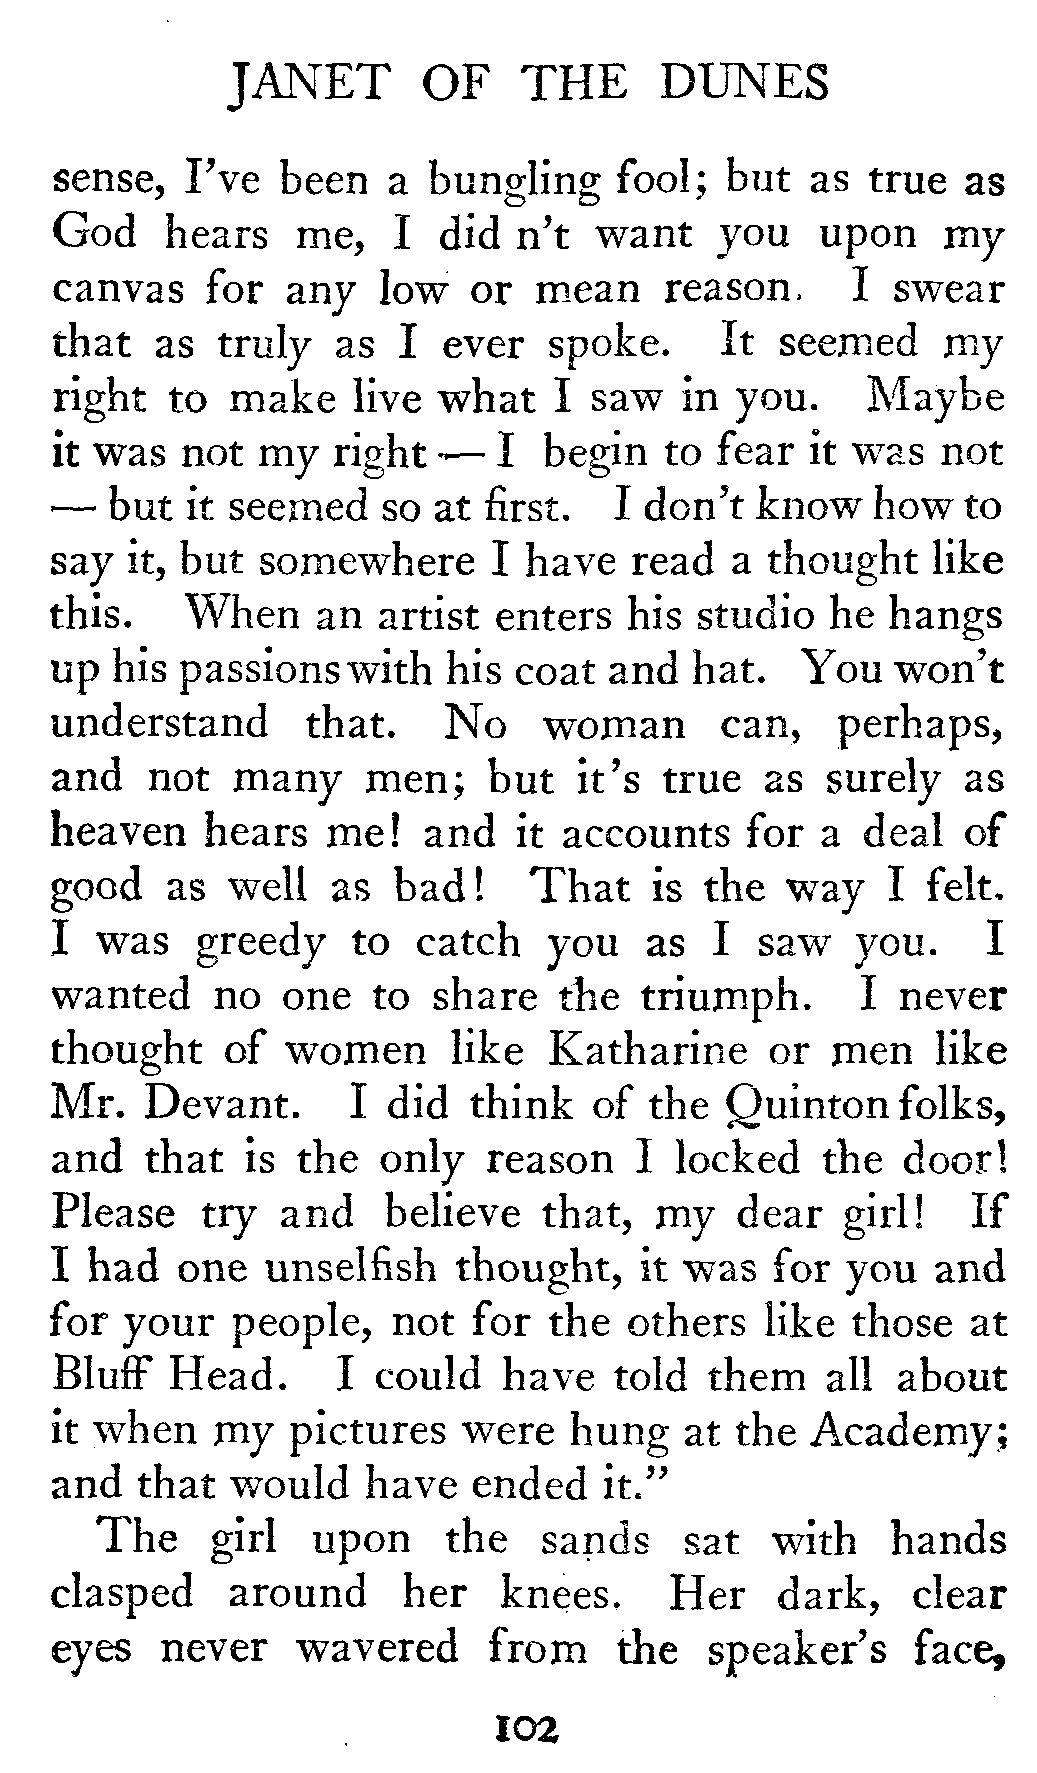 JANET OF THE DUNES
sense, I've been a bungling fool; but as true as
God hears me, I did n't want you upon my
canvas for any low or mean reason. I swear
that as truly as I ever spoke. It seemed my
right to make live what I saw in you. Maybe
it was not my right — I begin to fear it was not
— but it seemed so at first. I don't know how to
say it, but somewhere I have read a thought like
this. When an artist enters his studio he hangs
up his passions with his coat and hat. You won't
understand that. No woman can, perhaps,
and not many men; but it's true as surely as
heaven hears me! and it accounts for a deal of
good as well as bad! That is the way I felt.
I was greedy to catch you as I saw you. I
wanted no one to share the triumph. I never
thought of women like Katharine or men like
Mr. Devant. I did think of the Quinton folks,
and that is the only reason I locked the door!
Please try and believe that, my dear girl! If
I had one unselfish thought, it was for you and
for your people, not for the others like those at
Bluff Head. I could have told them all about
it when my pictures were hung at the Academy;
and that would have ended it."
The girl upon the sands sat with hands
clasped around her knees. Her dark, clear
eyes never wavered from the speaker's face,
102